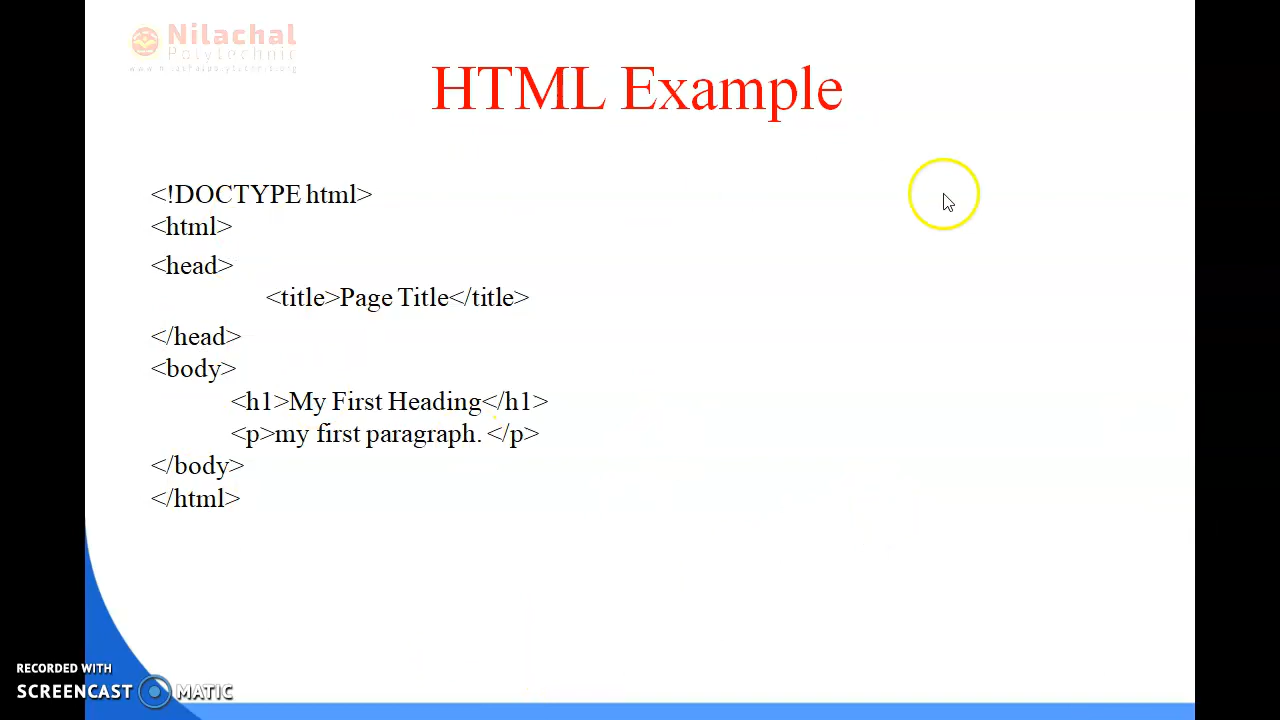 Nilachal
Polytechnic
HTML Example
<!DOCTYPE html>
<html>
<head>
<title>Page Title</title>
</head>
<body>
<h1>My First Heading</h1>
<p>my first paragraph. </p>
</body>
</html>
RECORDED WITH
SCREENCAST MATIC